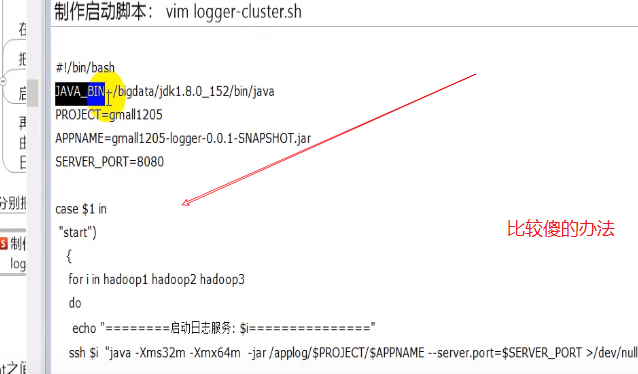 制作启动脚本： vim logger-cluster.sh
在
#!/bin/bash
把
JAVA_BIN=/bigdata/jdk1.8.0_152/bin/java
启
PROJECT=gmall1205
再
APPNAME=gmall1205-logger-0.0.1-SNAPSHOT.jar
由
日
SERVER_PORT=8080
分别把
case $1 in
"start")
比较傻的办法
S 制作
{
log
for i in hadoop1 hadoop2 hadoop3
do
echo "========启动日志服务: $i==============="
ssh $i "java -Xms32m -Xmx64m -jar /applog/$PROJECT/$APPNAME --server.port=$SERVER_PORT >/dev/null
t之间